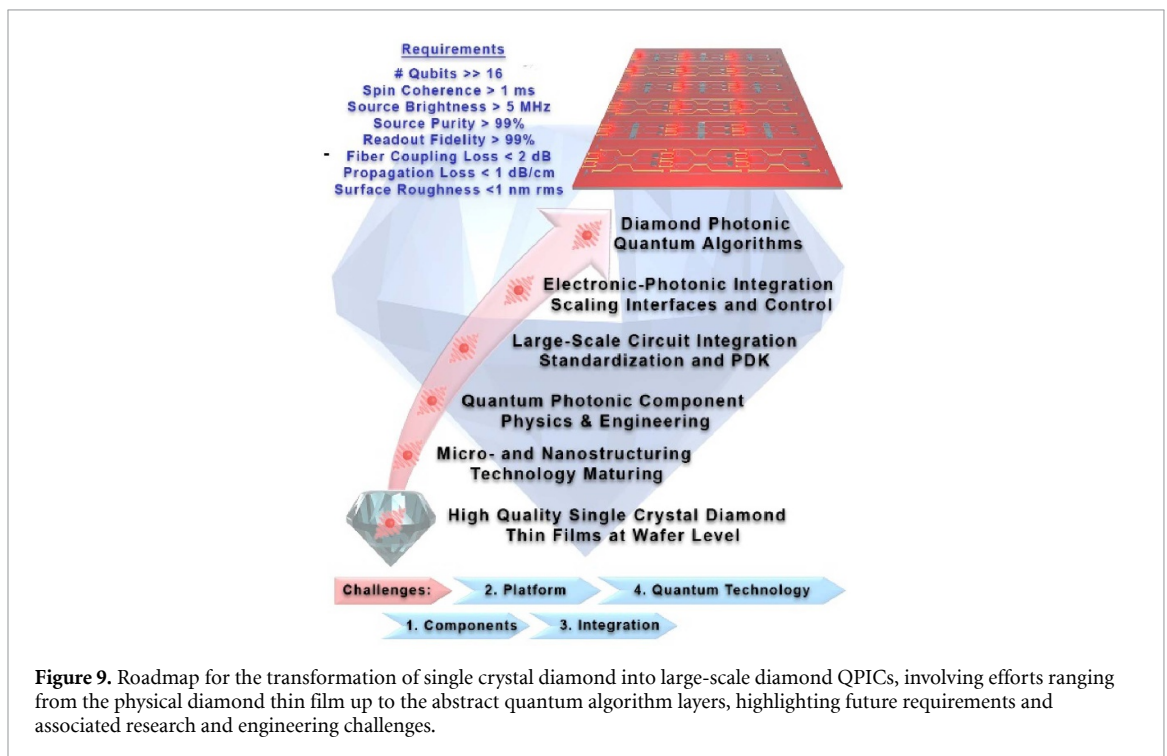 Requirements
# Qubits >> 16
Spin Coherence > 1 ms
Source Brightness > 5 MHz
Source Purity > 99%
Readout Fidelity > 99%
Fiber Coupling Loss < 2 dB
Propagation Loss < 1 dB/cm
Surface Roughness <1 nm rms
Diamond Photonic
Quantum Algorithms
Electronic-Photonic Integration
Scaling Interfaces and Control
Large-Scale Circuit Integration
Standardization and PDK
Quantum Photonic Component
Physics & Engineering
Micro- and Nanostructuring
Technology Maturing
High Quality Single Crystal Diamond
Thin Films at Wafer Level
Challenges:
2. Platform
4. Quantum Technology
1. Components
3. Integration
Figure 9. Roadmap for the transformation of single crystal diamond into large-scale diamond QPICs, involving efforts ranging
from the physical diamond thin film up to the abstract quantum algorithm layers, highlighting future requirements and
associated research and engineering challenges.